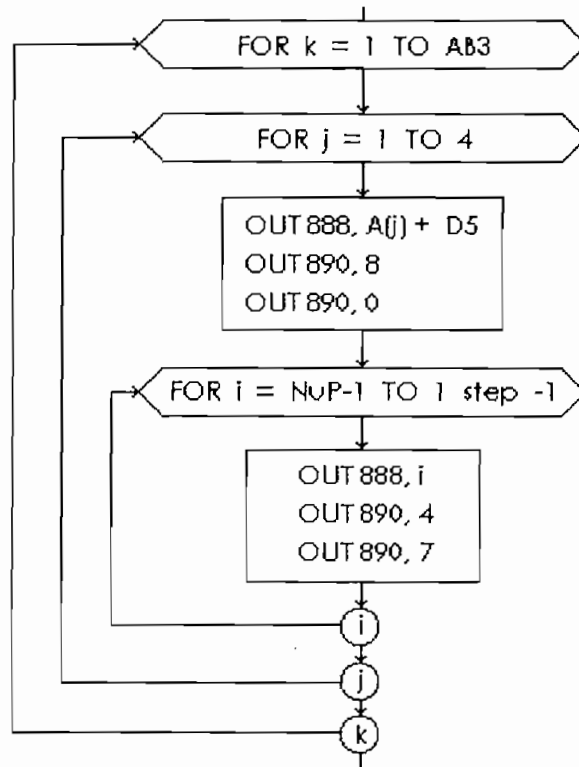 FOR k = 1 TO AB3
FOR j = 1 TO 4
OUT 888, A(j) + D5
OUT 890, 8
OUT 890, 0
FOR i = NuP-1 TO 1 step -1
OUT 888, i
OUT 890, 4
OUT 890, 7
i
j
k